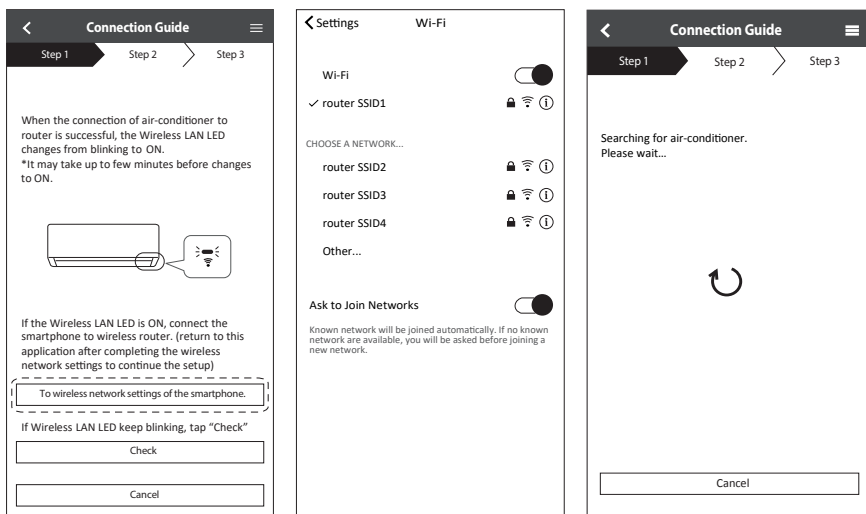 Connection Guide
Step 1
Step 2
Step 3
When the connection of air-conditioner to
router is successful, the Wireless LAN LED
changes from blinking to ON.
*It may take up to few minutes before changes
to ON.
If the Wireless LAN LED is ON, connect the
smartphone to wireless router. (return to this
application after completing the wireless
network settings to continue the setup)
To wireless network settings of the smartphone.
If Wireless LAN LED keep blinking, tap “Check”
Check
Cancel
Settings
Wi-Fi
Wi-Fi
router SSID1
CHOOSE A NETWORK...
router SSID2
router SSID3
router SSID4
Other...
Ask to Join Networks
Known network will be joined automatically. If no known
network are available, you will be asked before joining a
new network.
Connection Guide
Step 1
Step 2
Step 3
Searching for air-conditioner.
Please wait...
Cancel